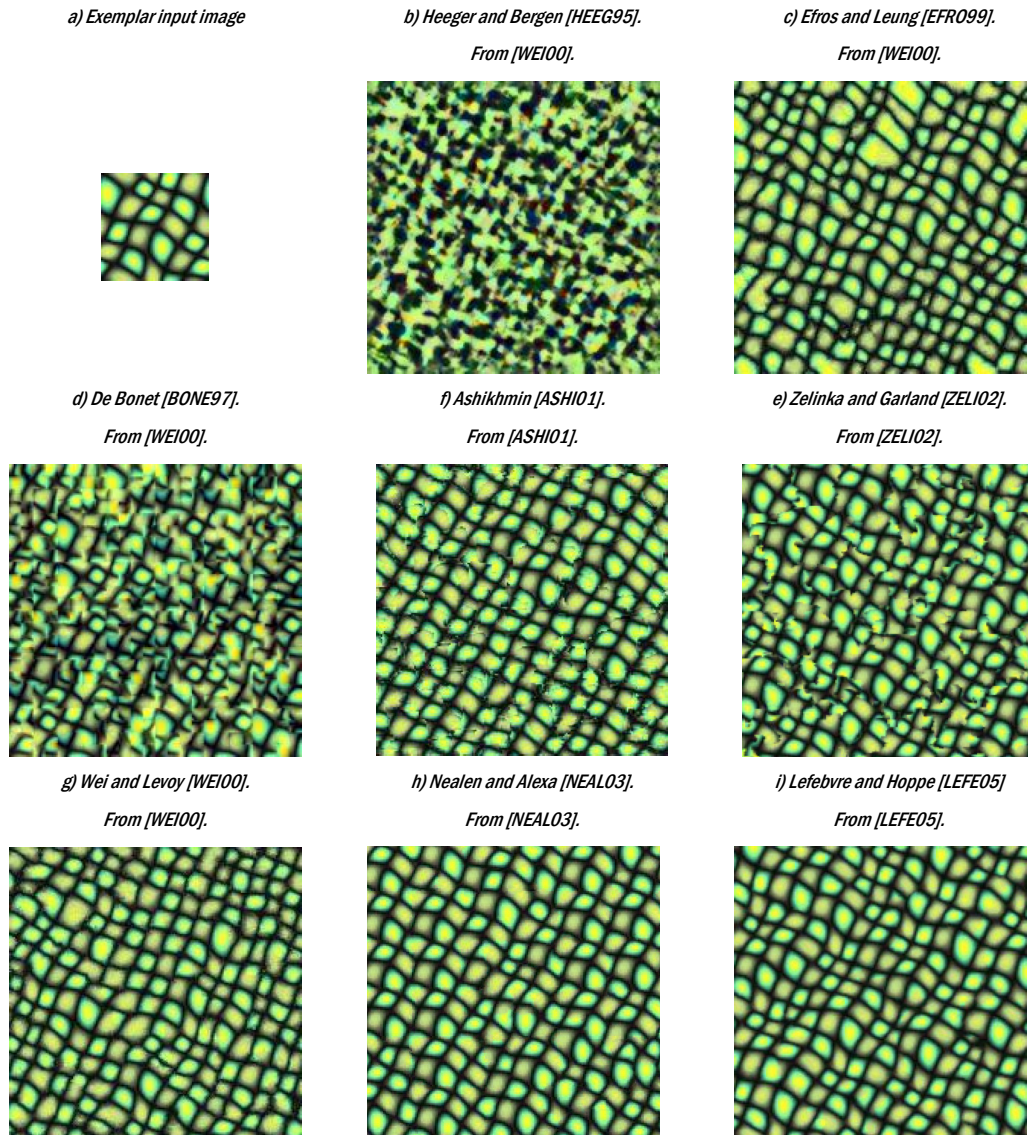 a) Exemplar input image
b) Heeger and Bergen [HEEG95].
From [WEI00].
c) Efros and Leung [EFRO99].
From [WEI00].
d) De Bonet [BONE97].
From [WEI00].
f) Ashikhmin [ASHI01].
From [ASHI01].
e) Zelinka and Garland [ZELI02].
From [ZELI02].
g) Wei and Levoy [WEI00].
From [WEI00].
h) Nealen and Alexa [NEAL03].
From [NEAL03].
i) Lefebvre and Hoppe [LEFE05]
From [LEFE05].